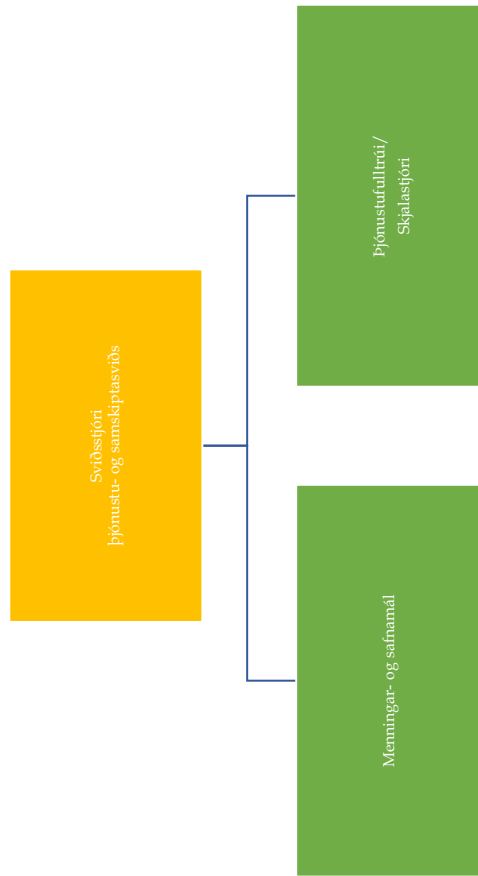 Sviðsstjóri
þjónustu- og samskiptasviðs
Menningar- og safnamál
Þjónustufulltrúi/
Skjalastjóri